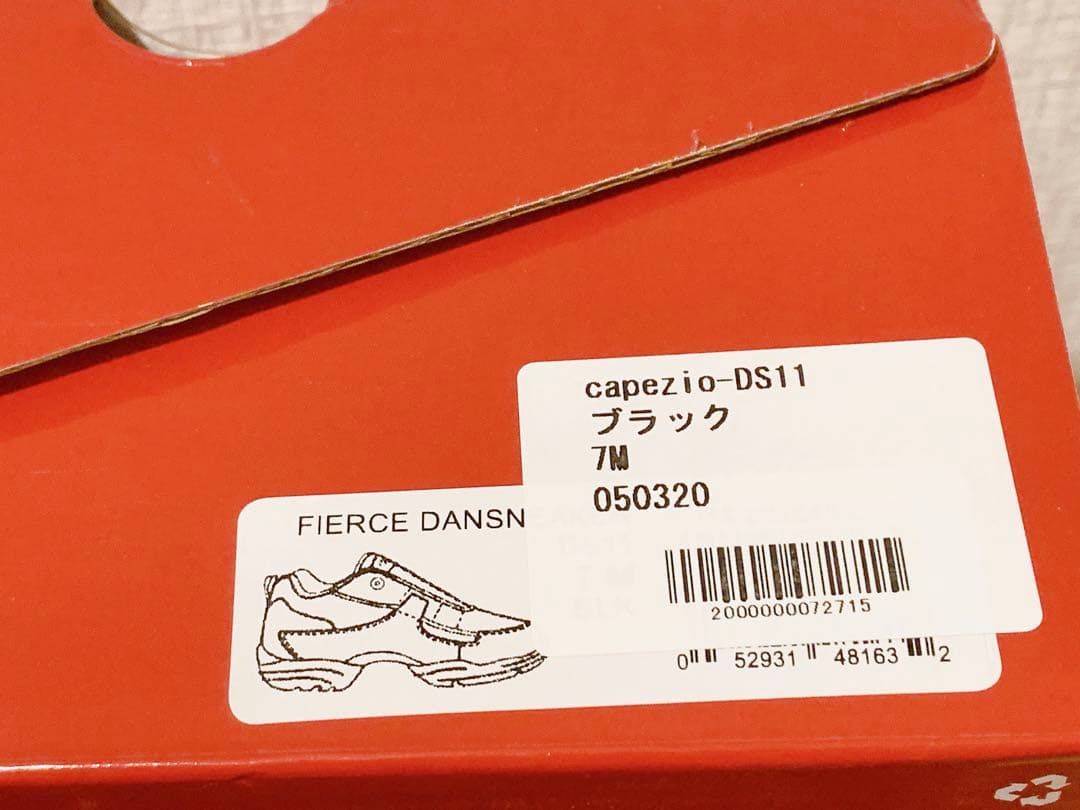 capezio-DS11
ブラック
7M
050320
2000000072715
FIERCE DANSN
0 52931 48163 2